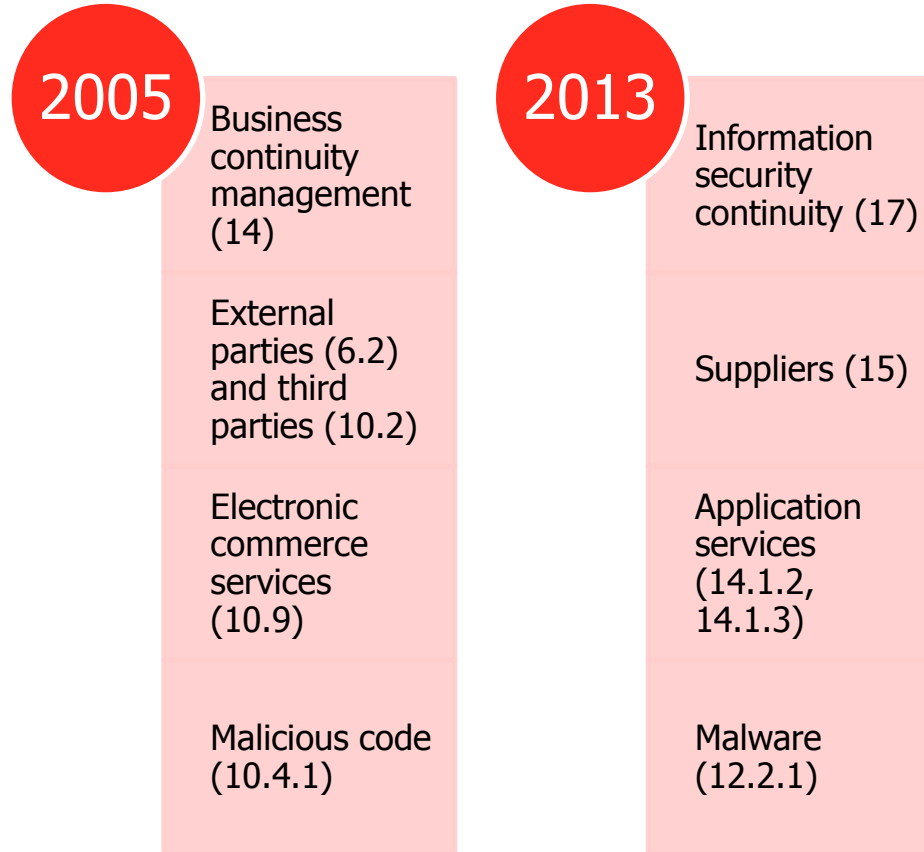 2005
Business
continuity
management
(14)
External
parties (6.2)
and third
parties (10.2)
Electronic
commerce
services
(10.9)
Malicious code
(10.4.1)
2013
Information
security
continuity (17)
Suppliers (15)
Application
services
(14.1.2,
14.1.3)
Malware
(12.2.1)